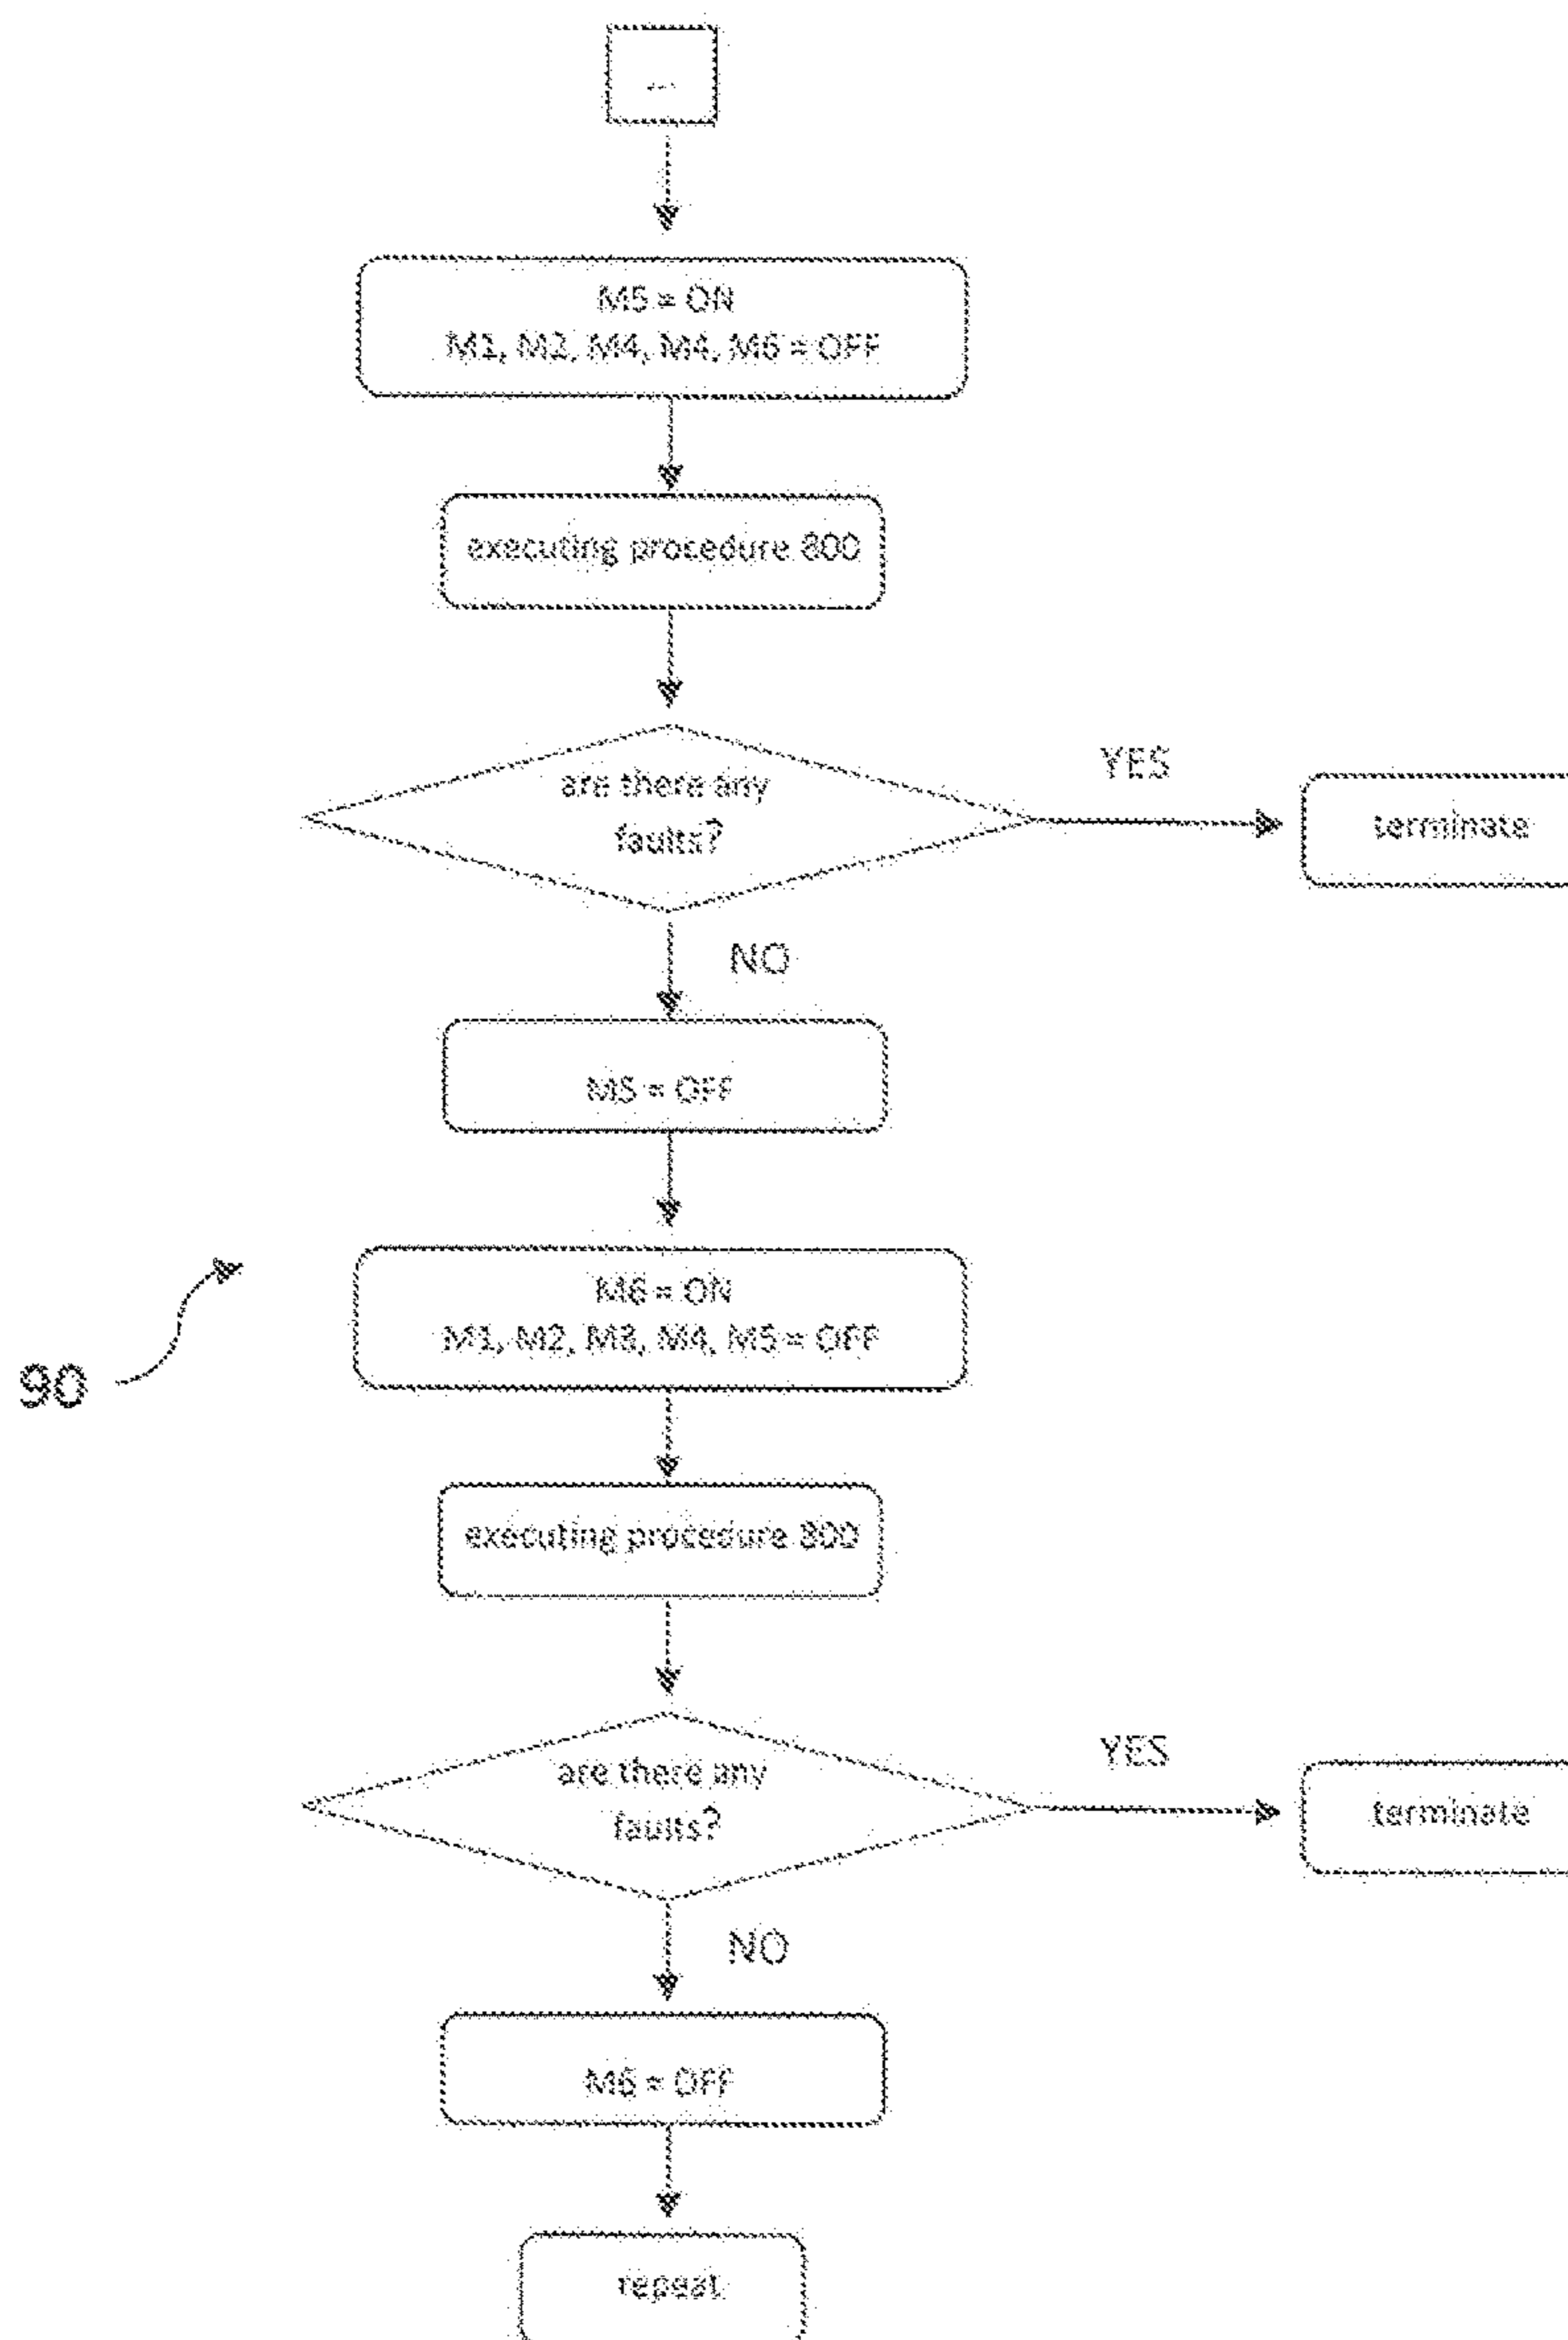 ...
M5 = ON
M1, M2, M4, M4, M6 = OFF
executing procedure 800
are there any
faults?
YES
terminate
NO
M5 = OFF
90
M6 = ON
M1, M2, M3, M4, M5 = OFF
executing procedure 800
are there any
faults?
YES
terminate
NO
M6 = OFF
repeat